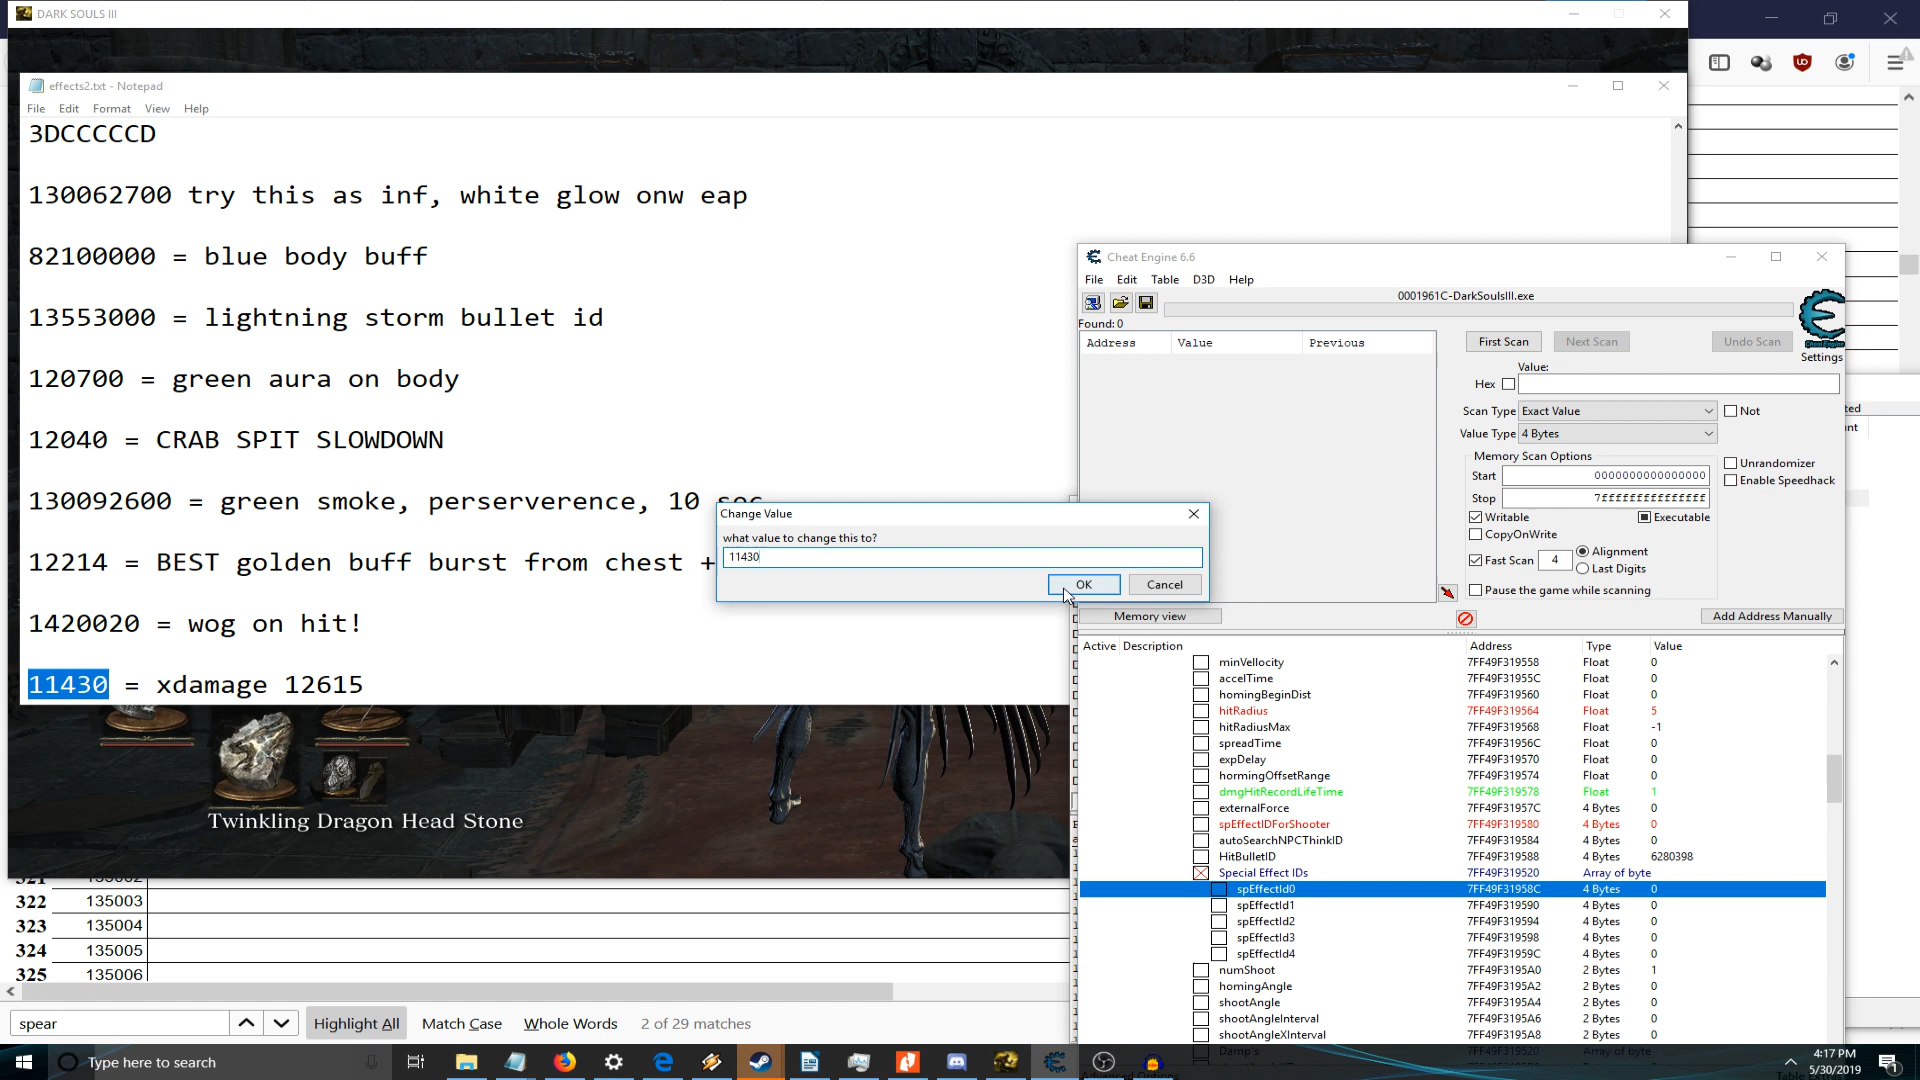 DARK SOULS III
effects2.txt - Notepad
File Edit Format View Help
3DCCCCCD
130062700 try this as inf, white glow onw eap
82100000 = blue body buff
13553000 = lightning storm bullet id
120700 = green aura on body
12040 = CRAB SPIT SLOWDOWN
130092600 = green smoke, perserverence, 10 sec
12214 = BEST golden buff burst from chest +
1420020 = wog on hit!
11430 = xdamage 12615
Twinkling Dragon Head Stone
321 135002
322 135003
323 135004
324 135005
325 135006
spear Highlight All Match Case Whole Words 2 of 29 matches
Type here to search
Change Value
what value to change this to?
11430
OK Cancel
Cheat Engine 6.6
File Edit Table D3D Help
0001961C-DarkSoulsIII.exe
Found: 0
Address Value Previous
First Scan Next Scan Undo Scan
Settings
Value:
Hex
Scan Type Exact Value Not
Value Type 4 Bytes
Memory Scan Options
Start 0000000000000000
Stop 7fffffffffffffff
Unrandomizer
Enable Speedhack
Writable Executable
CopyOnWrite
Fast Scan 4 Alignment
Last Digits
Pause the game while scanning
Memory view Add Address Manually
Active Description Address Type Value
minVellocity 7FF49F319558 Float 0
accelTime 7FF49F31955C Float 0
homingBeginDist 7FF49F319560 Float 0
hitRadius 7FF49F319564 Float 5
hitRadiusMax 7FF49F319568 Float -1
spreadTime 7FF49F31956C Float 0
expDelay 7FF49F319570 Float 0
hormingOffsetRange 7FF49F319574 Float 0
dmgHitRecordLifeTime 7FF49F319578 Float 1
externalForce 7FF49F31957C 4 Bytes 0
spEffectIDForShooter 7FF49F319580 4 Bytes 0
autoSearchNPCThinkID 7FF49F319584 4 Bytes 0
HitBulletID 7FF49F319588 4 Bytes 6280398
Special Effect IDs 7FF49F319520 Array of byte
spEffectId0 7FF49F31958C 4 Bytes 0
spEffectId1 7FF49F319590 4 Bytes 0
spEffectId2 7FF49F319594 4 Bytes 0
spEffectId3 7FF49F319598 4 Bytes 0
spEffectId4 7FF49F31959C 4 Bytes 0
numShoot 7FF49F3195A0 2 Bytes 1
homingAngle 7FF49F3195A2 2 Bytes 0
shootAngle 7FF49F3195A4 2 Bytes 0
shootAngleInterval 7FF49F3195A6 2 Bytes 0
shootAngleXInterval 7FF49F3195A8 2 Bytes 0
Damp's 7FF49F319520 Array of byte
Advanced Options
ted
nt
4:17 PM
5/30/2019